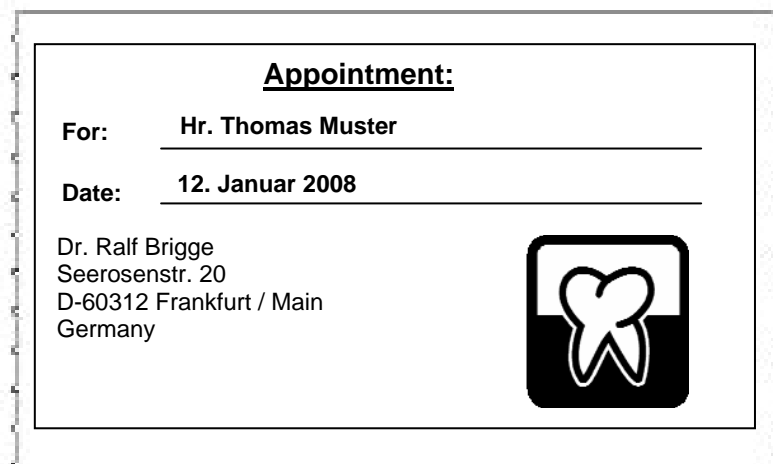 Appointment:
For: Hr. Thomas Muster
Date: 12. Januar 2008
Dr. Ralf Brigge
Seerosenstr. 20
D-60312 Frankfurt / Main
Germany